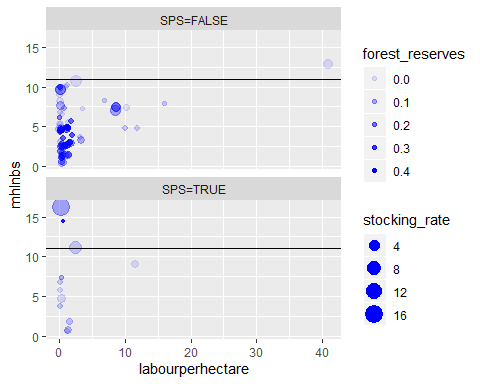 SPS=FALSE
15
10
5
0
SPS=TRUE
15
10
5
0
mhlnbs
0 10 20 30 40
labourperhectare
forest_reserves
0.0
0.1
0.2
0.3
0.4
stocking_rate
4
8
12
16